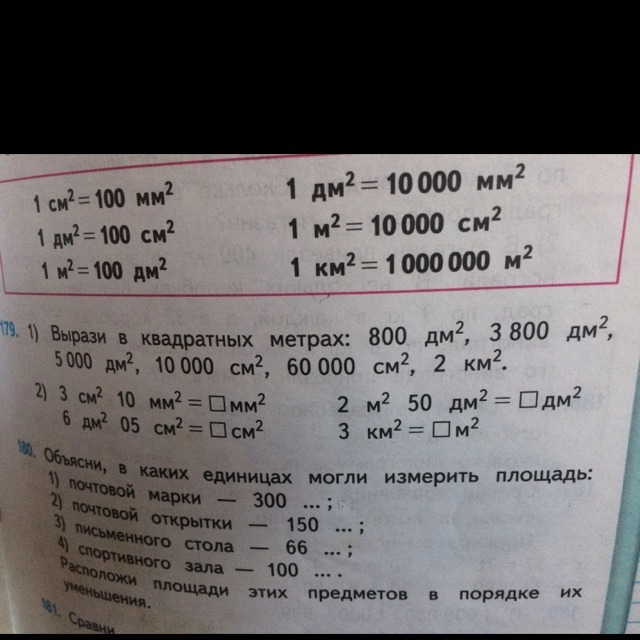 1 см² = 100 мм² 1 дм² = 10 000 мм²
1 дм² = 100 см² 1 м² = 10 000 см²
1 м² = 100 дм² 1 км² = 1 000 000 м²
179. 1) Вырази в квадратных метрах: 800 дм², 3 800 дм²,
5 000 дм², 10 000 см², 60 000 см², 2 км².
2) 3 см² 10 мм² = □ мм² 2 м² 50 дм² = □ дм²
6 дм² 05 см² = □ см² 3 км² = □ м²
180. Объясни, в каких единицах могли измерить площадь:
1) почтовой марки — 300 ... ;
2) почтовой открытки — 150 ... ;
3) письменного стола — 66 ... ;
4) спортивного зала — 100 ... .
Расположи площади этих предметов в порядке их
уменьшения.
181. Сравни